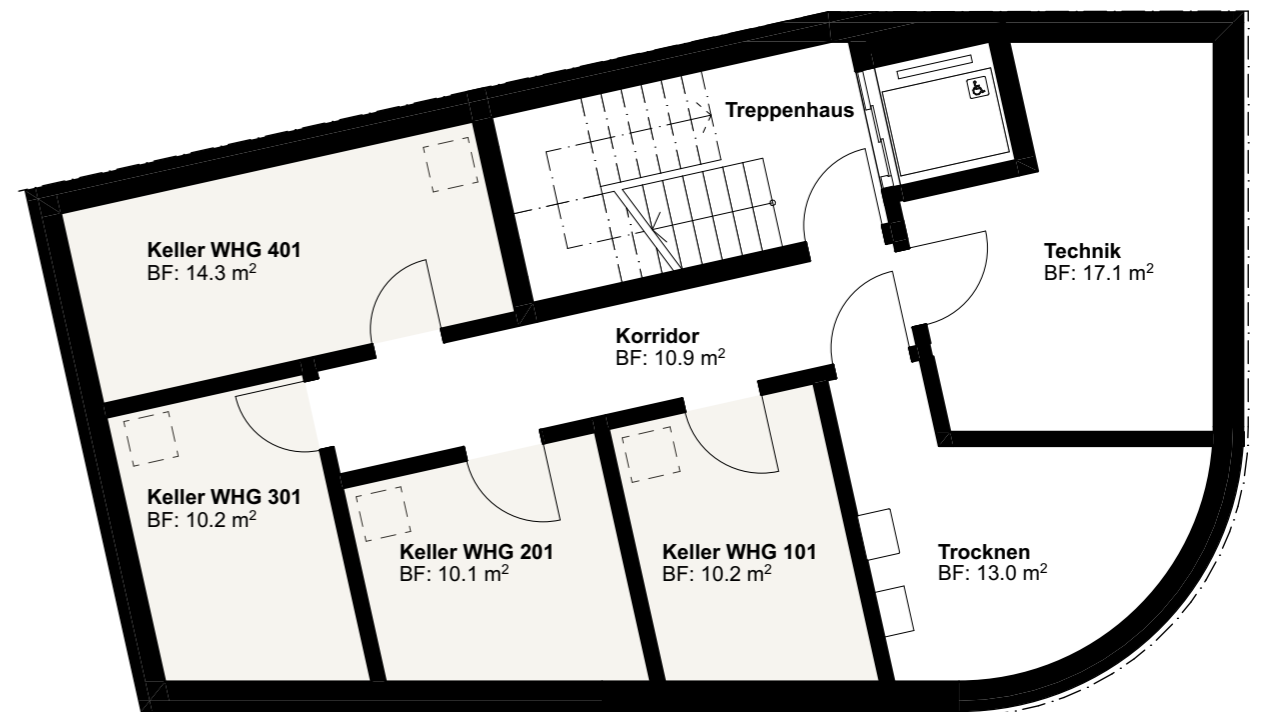 Treppenhaus
Keller WHG 401
BF: 14.3 m²
Technik
BF: 17.1 m²
Korridor
BF: 10.9 m²
Keller WHG 301
BF: 10.2 m²
Keller WHG 201
BF: 10.1 m²
Keller WHG 101
BF: 10.2 m²
Trocknen
BF: 13.0 m²